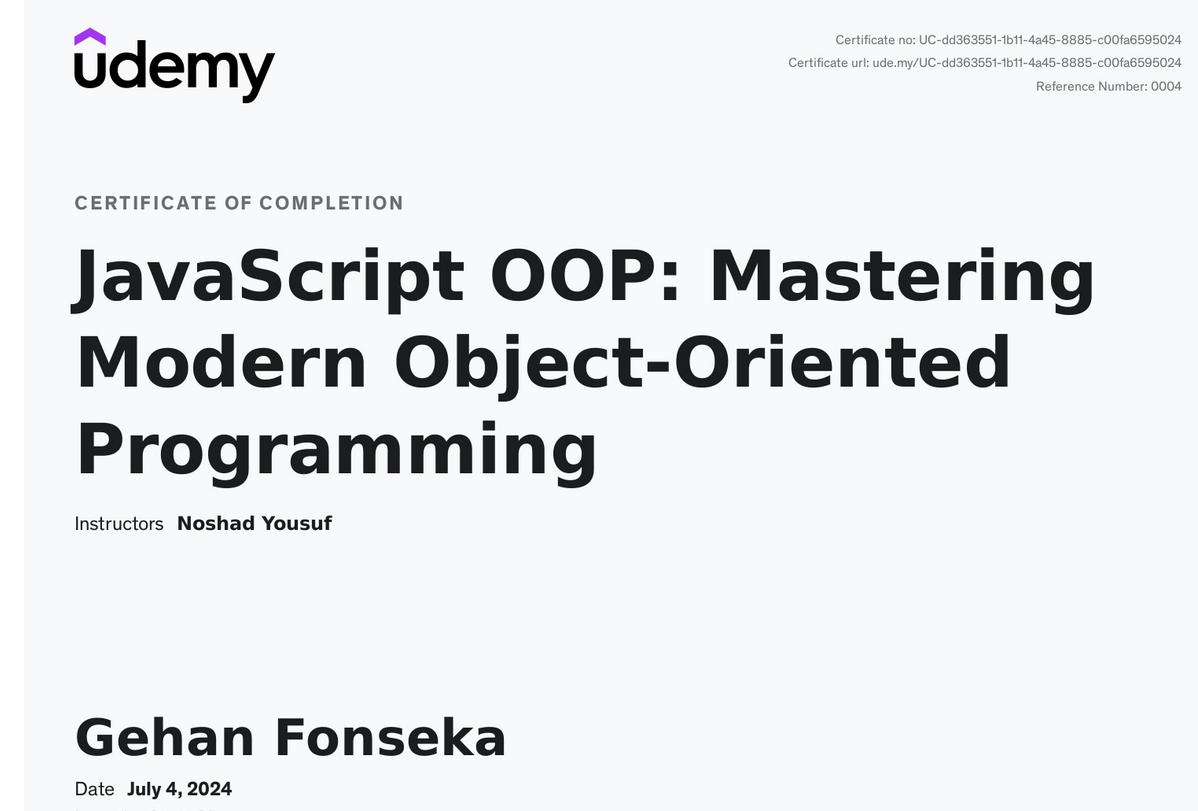 udemy
Certificate no: UC-dd363551-1b11-4a45-8885-c00fa6595024
Certificate url: ude.my/UC-dd363551-1b11-4a45-8885-c00fa6595024
Reference Number: 0004
CERTIFICATE OF COMPLETION
JavaScript OOP: Mastering
Modern Object-Oriented
Programming
Instructors Noshad Yousuf
Gehan Fonseka
Date July 4, 2024